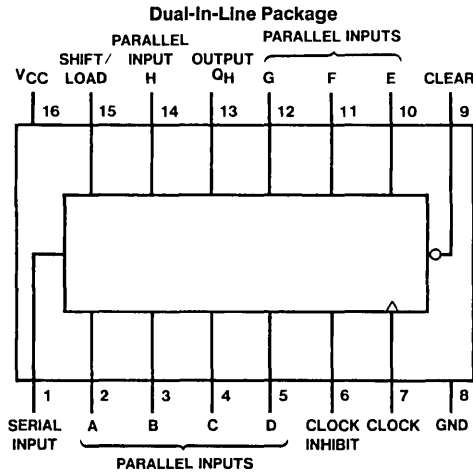 Dual-In-Line Package
PARALLEL INPUTS
PARALLEL INPUT H
SHIFT/ LOAD
OUTPUT QH
VCC
G F E CLEAR
16 15 14 13 12 11 10 9
1 2 3 4 5 6 7 8
SERIAL INPUT
A B C D
CLOCK INHIBIT
CLOCK GND
PARALLEL INPUTS